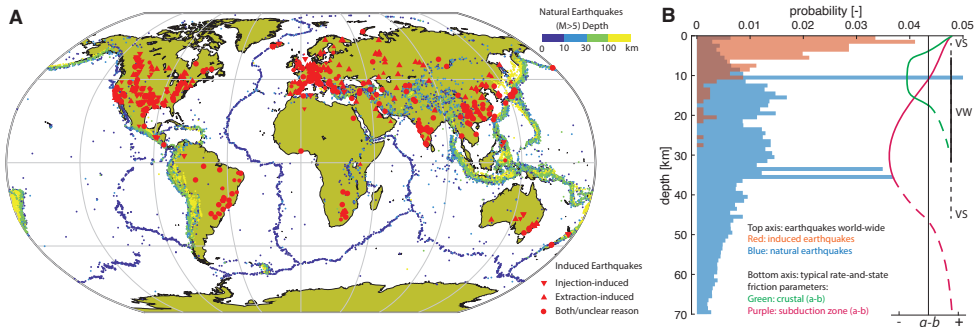 A
Natural Earthquakes
(M>5) Depth
0 10 30 100 km
Induced Earthquakes
Injection-induced
Extraction-induced
Both/unclear reason
B
probability [-]
0 0.01 0.02 0.03 0.04 0.05
depth [km]
0
10
20
30
40
50
60
70
VS
VW
VS
Top axis: earthquakes world-wide
Red: induced earthquakes
Blue: natural earthquakes
Bottom axis: typical rate-and-state
friction parameters:
Green: crustal (a-b)
Purple: subduction zone (a-b)
- a-b +